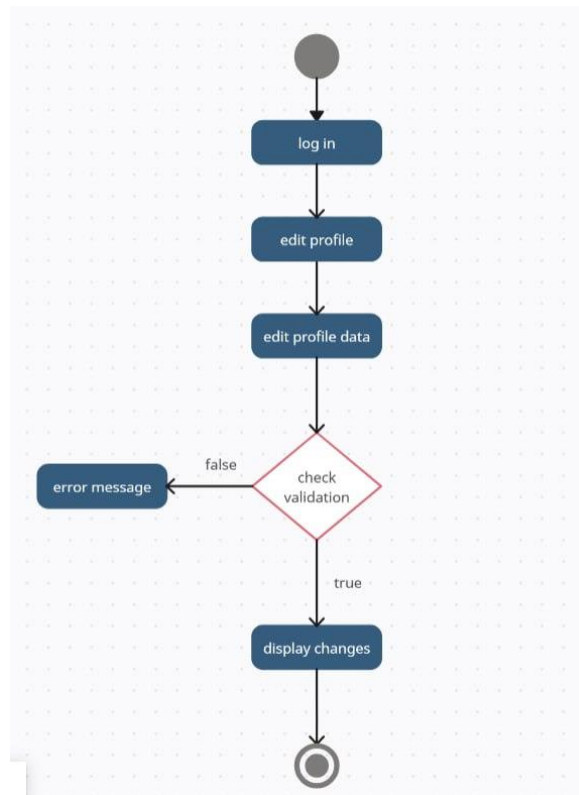 log in
edit profile
edit profile data
false
check
validation
error message
true
display changes